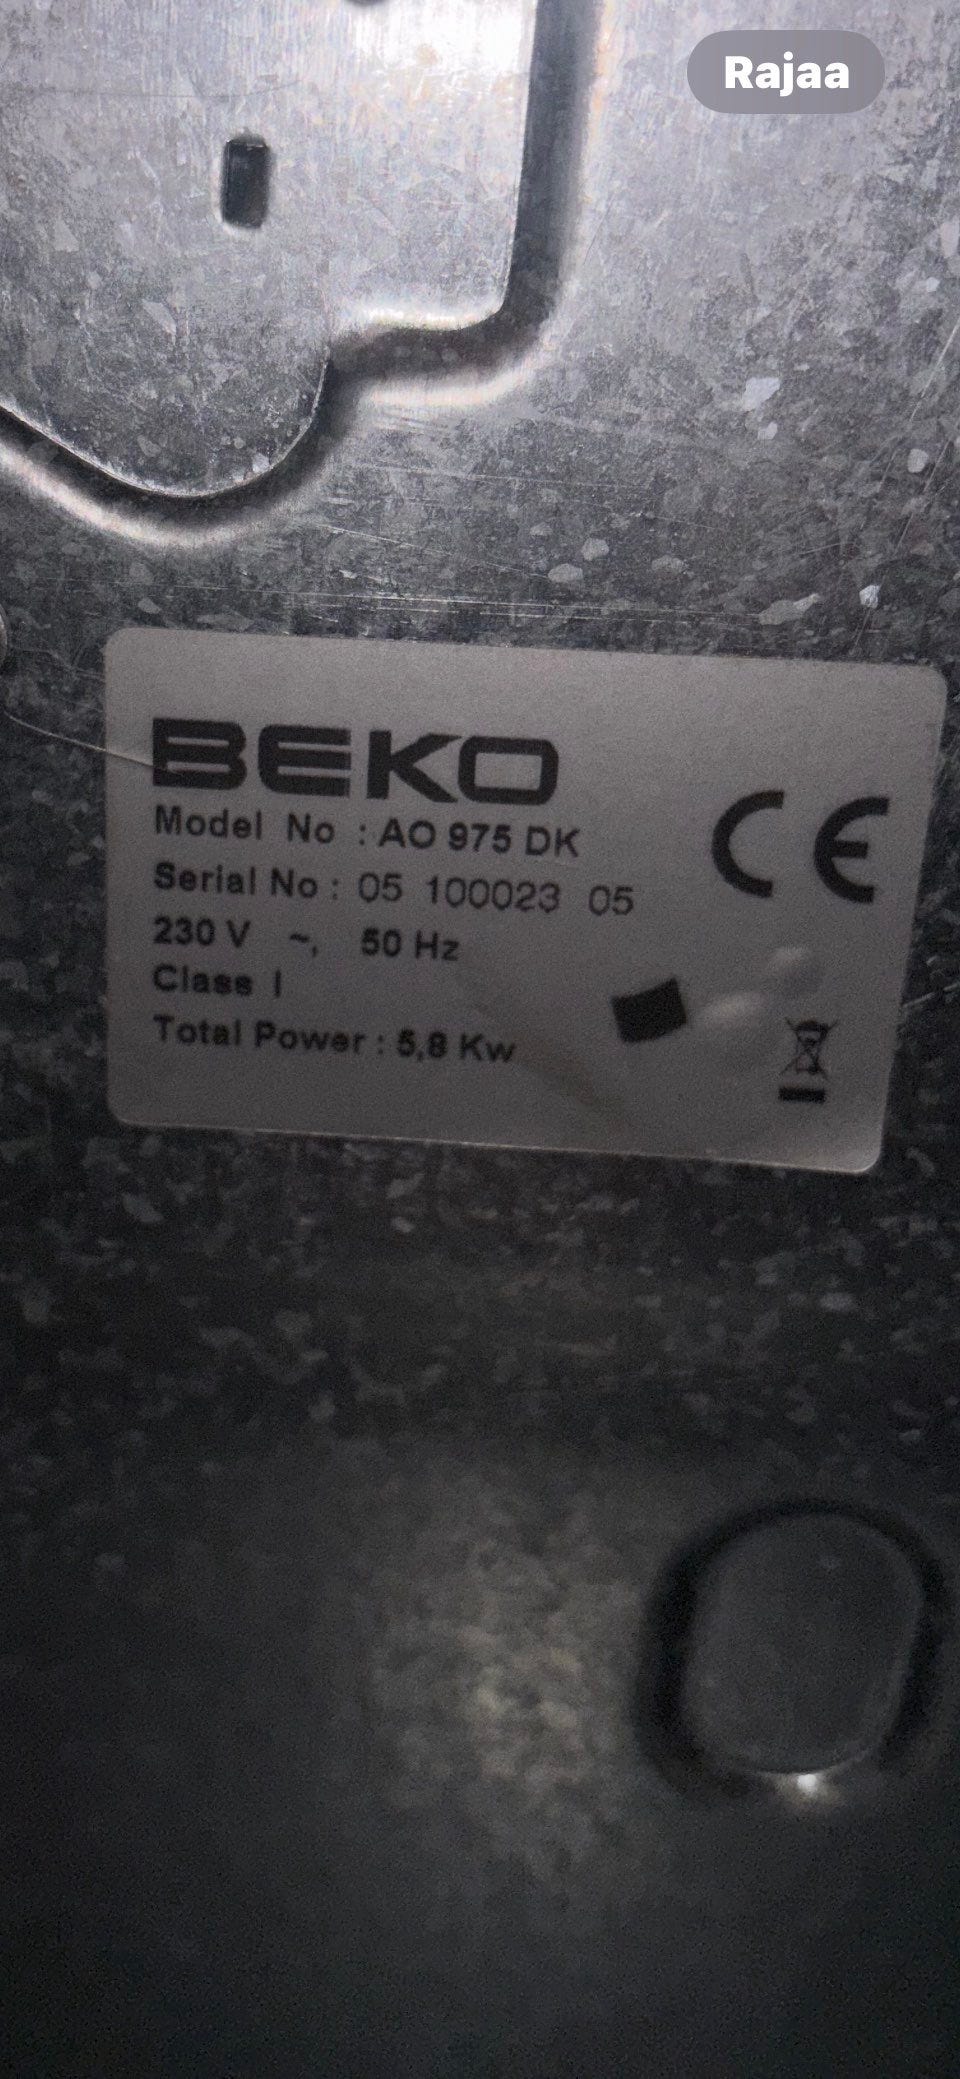 Rajaa
BEKO
Model No : AO 975 DK
Serial No : 05 100023 05
230 V ~, 50 Hz
Class I
Total Power : 5,8 Kw
CE